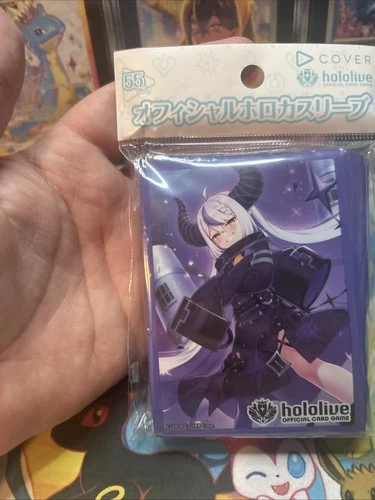 COVER
55
hololive
OFFICIAL CARD GAME
オフィシャルホロカスリーブ
hololive
OFFICIAL CARD GAME